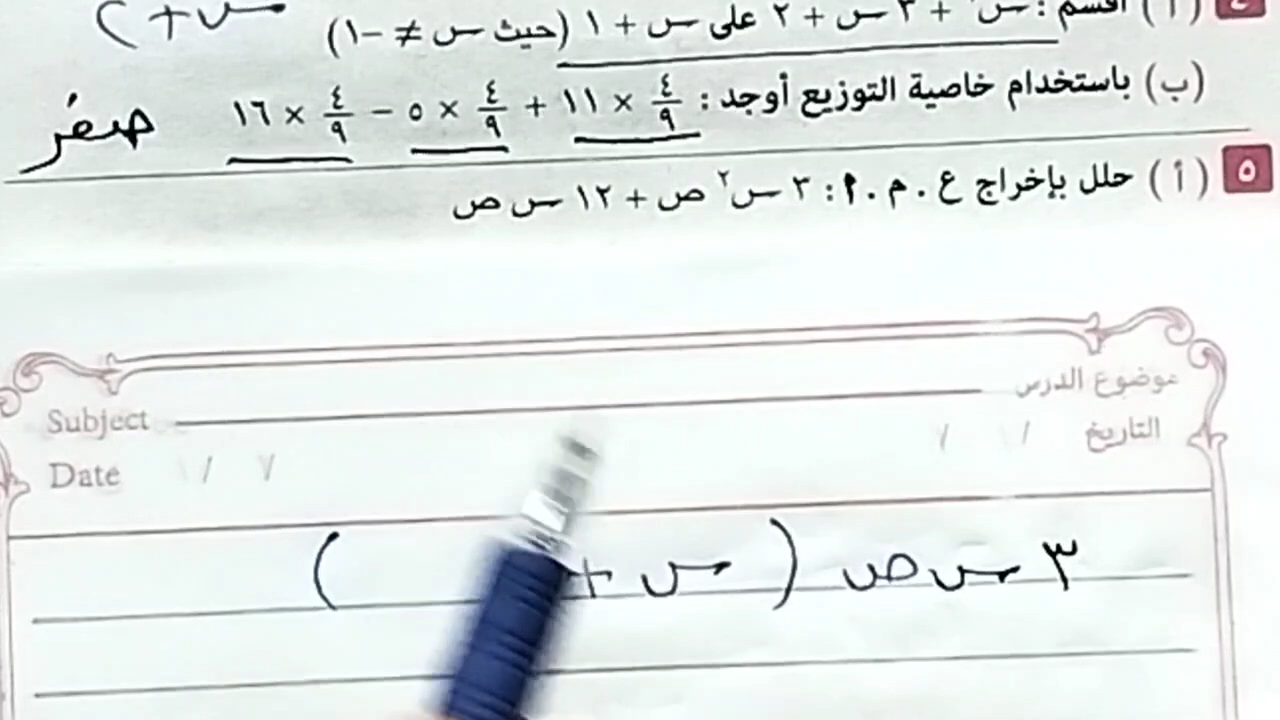 س + ٢
(أ) اقسم : س٢ + ٣ س + ٢ على س + ١ (حيث س ≠ -١)
(ب) باستخدام خاصية التوزيع أوجد : ٤/٩ × ١١ + ٤/٩ × ٥ − ٤/٩ × ١٦ صفر
٥ (أ) حلل بإخراج ع . م . أ : ٣ س٢ ص + ١٢ س ص
موضوع الدرس
Subject
التاريخ / /
Date / /
٣ س ص ( س + )